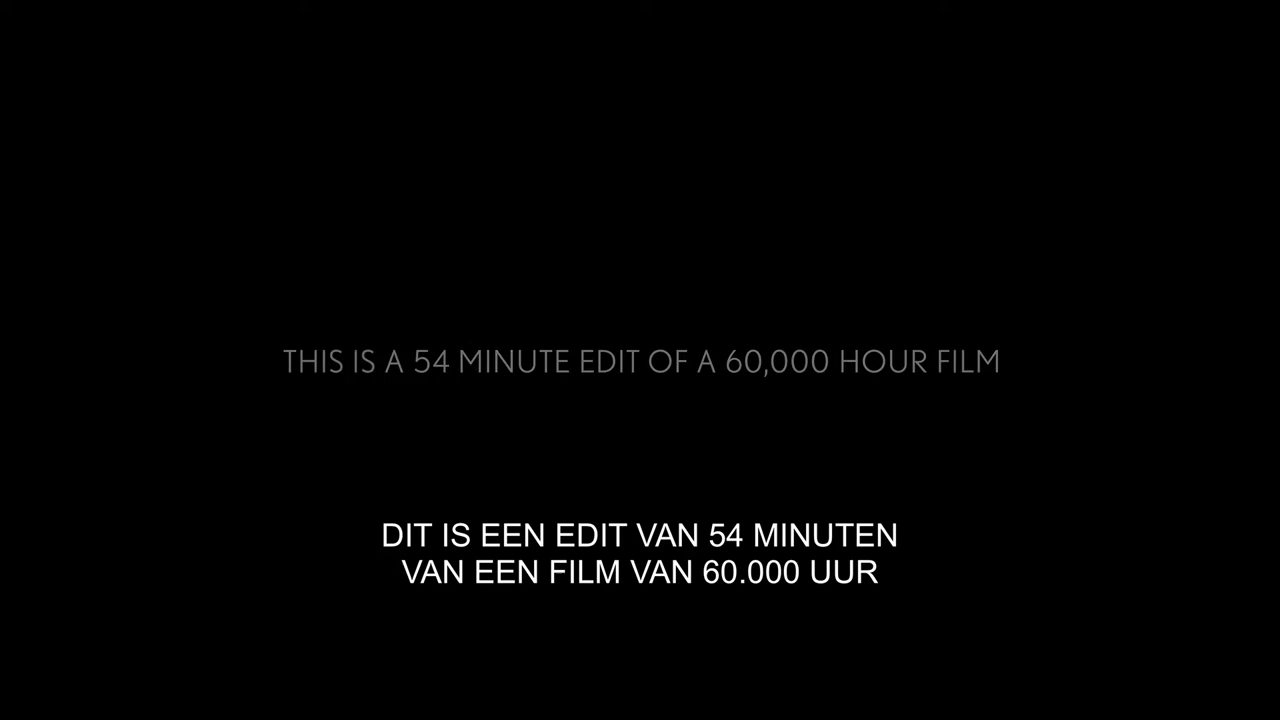 THIS IS A 54 MINUTE EDIT OF A 60,000 HOUR FILM
DIT IS EEN EDIT VAN 54 MINUTEN
VAN EEN FILM VAN 60.000 UUR